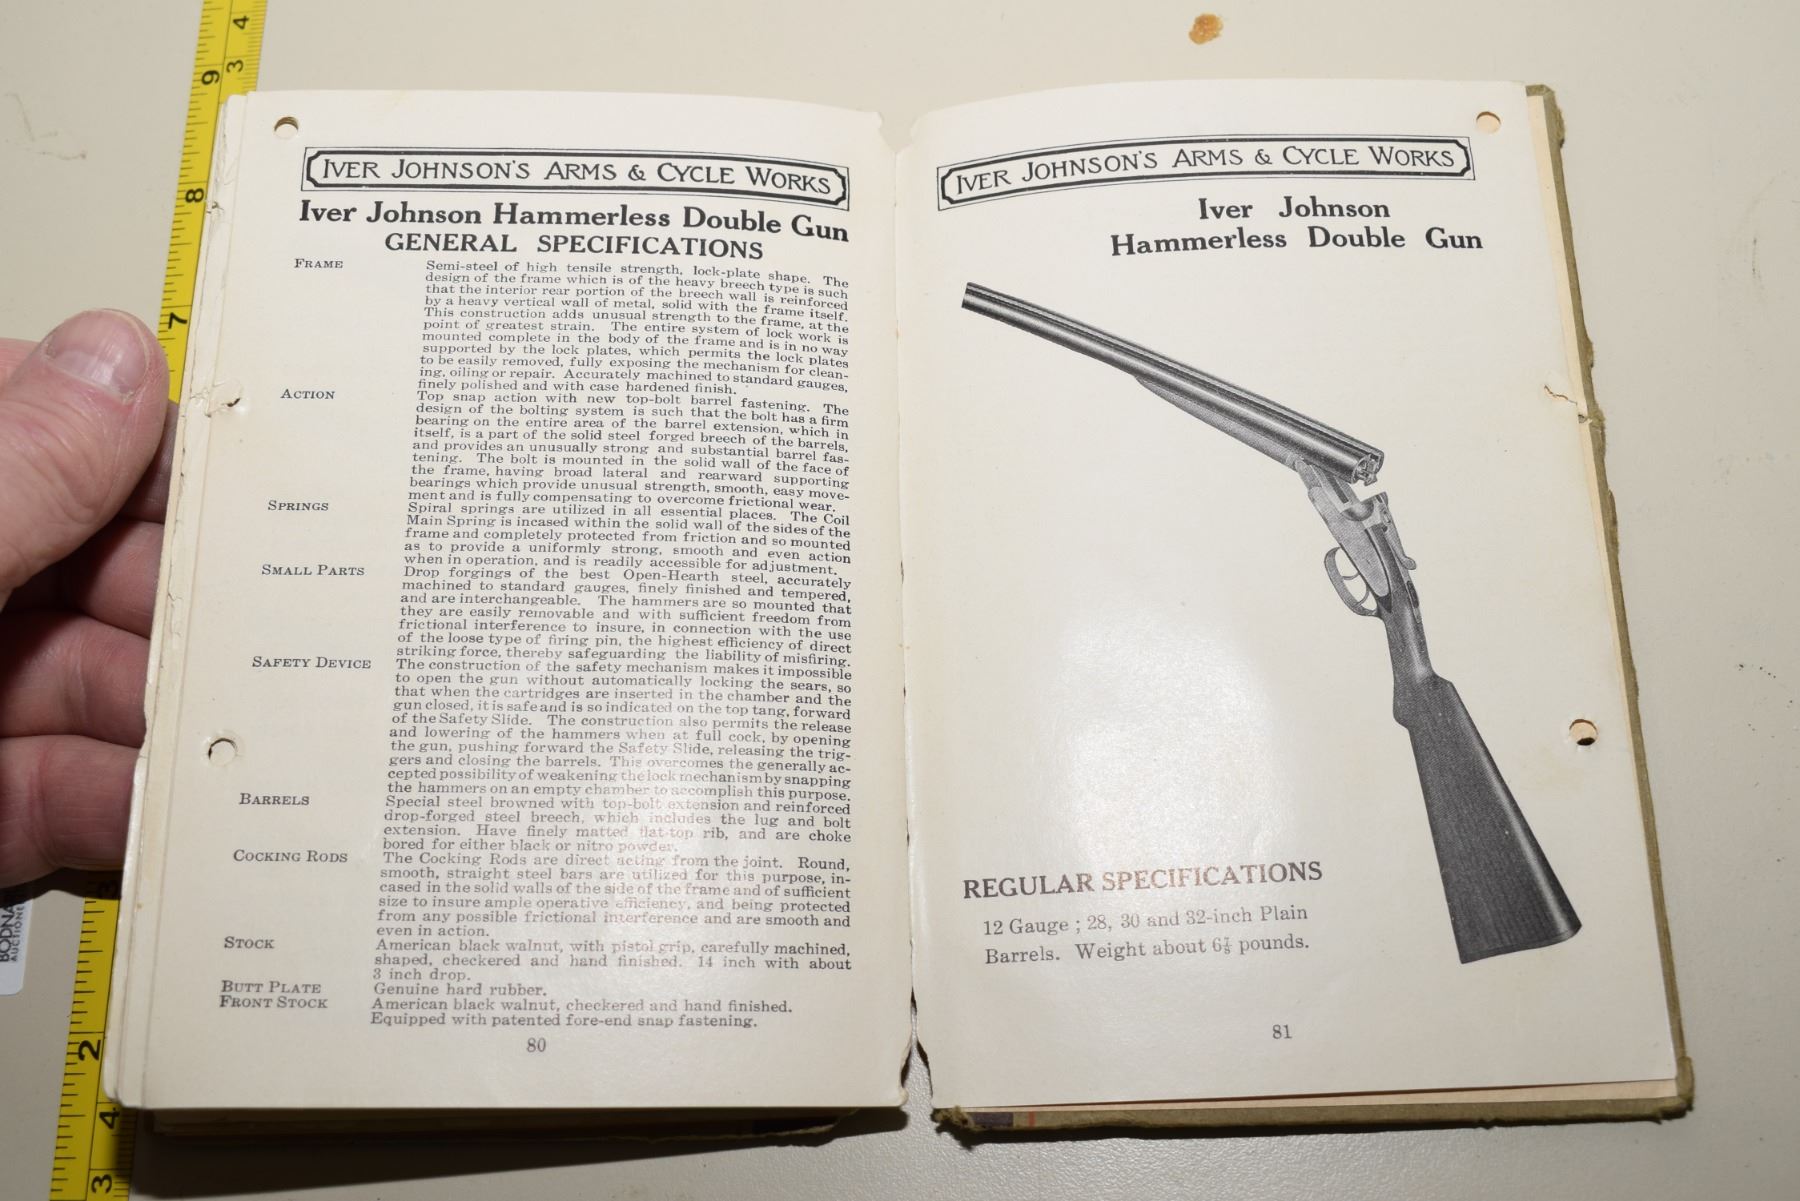 IVER JOHNSON'S ARMS & CYCLE WORKS
Iver Johnson Hammerless Double Gun
GENERAL SPECIFICATIONS
FRAME Semi-steel of high tensile strength, lock-plate shape. The
design of the frame which is of the heavy breech type is such
that the interior rear portion of the breech wall is reinforced
by a heavy vertical wall of metal, solid with the frame itself.
This construction adds unusual strength to the frame, at the
point of greatest strain. The entire system of lock work is
mounted complete in the body of the frame and is in no way
supported by the lock plates, which permits the lock plates
to be easily removed, fully exposing the mechanism for clean-
ing, oiling or repair. Accurately machined to standard gauges,
finely polished and with case hardened finish.
ACTION Top snap action with new top-bolt barrel fastening. The
design of the bolting system is such that the bolt has a firm
bearing on the entire area of the barrel extension, which in
itself, is a part of the solid steel forged breech of the barrels,
and provides an unusually strong and substantial barrel fas-
tening. The bolt is mounted in the solid wall of the face of
the frame, having broad lateral and rearward supporting
bearings which provide unusual strength, smooth, easy move-
ment and is fully compensating to overcome frictional wear.
SPRINGS Spiral springs are utilized in all essential places. The Coil
Main Spring is incased within the solid wall of the sides of the
frame and completely protected from friction and so mounted
as to provide a uniformly strong, smooth and even action
when in operation, and is readily accessible for adjustment.
SMALL PARTS Drop forgings of the best Open-Hearth steel, accurately
machined to standard gauges, finely finished and tempered,
and are interchangeable. The hammers are so mounted that
they are easily removable and with sufficient freedom from
frictional interference to insure, in connection with the use
of the loose type of firing pin, the highest efficiency of direct
striking force, thereby safeguarding the liability of misfiring.
SAFETY DEVICE The construction of the safety mechanism makes it impossible
to open the gun without automatically locking the sears, so
that when the cartridges are inserted in the chamber and the
gun closed, it is safe and is so indicated on the top tang, forward
of the Safety Slide. The construction also permits the release
and lowering of the hammers when at full cock, by opening
the gun, pushing forward the Safety Slide, releasing the trig-
gers and closing the barrels. This overcomes the generally ac-
cepted possibility of weakening the lock mechanism by snapping
the hammers on an empty chamber to accomplish this purpose.
BARRELS Special steel browned with top-bolt extension and reinforced
drop-forged steel breech, which includes the lug and bolt
extension. Have finely matted flat-top rib, and are choke
bored for either black or nitro powder.
COCKING RODS The Cocking Rods are direct acting from the joint. Round,
smooth, straight steel bars are utilized for this purpose, in-
cased in the solid walls of the side of the frame and of sufficient
size to insure ample operative efficiency, and being protected
from any possible frictional interference and are smooth and
even in action.
STOCK American black walnut, with pistol grip, carefully machined,
shaped, checkered and hand finished. 14 inch with about
3 inch drop.
BUTT PLATE Genuine hard rubber.
FRONT STOCK American black walnut, checkered and hand finished.
Equipped with patented fore-end snap fastening.
80
IVER JOHNSON'S ARMS & CYCLE WORKS
Iver Johnson
Hammerless Double Gun
REGULAR SPECIFICATIONS
12 Gauge ; 28, 30 and 32-inch Plain
Barrels. Weight about 6⅞ pounds.
81
4
9
3
8
7
3
2
4
3